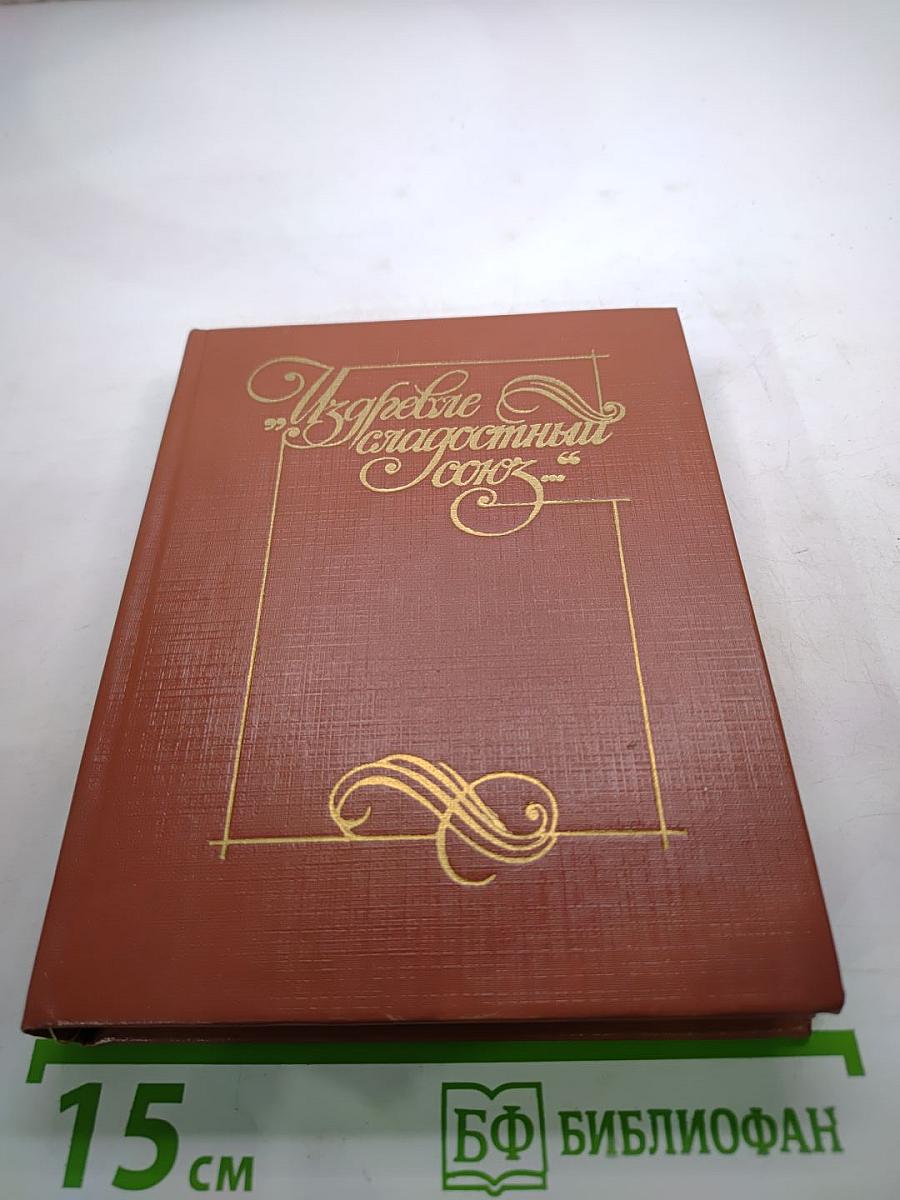 „Издревле
сладостный
союз..."
15 см
БФ БИБЛИОФАН